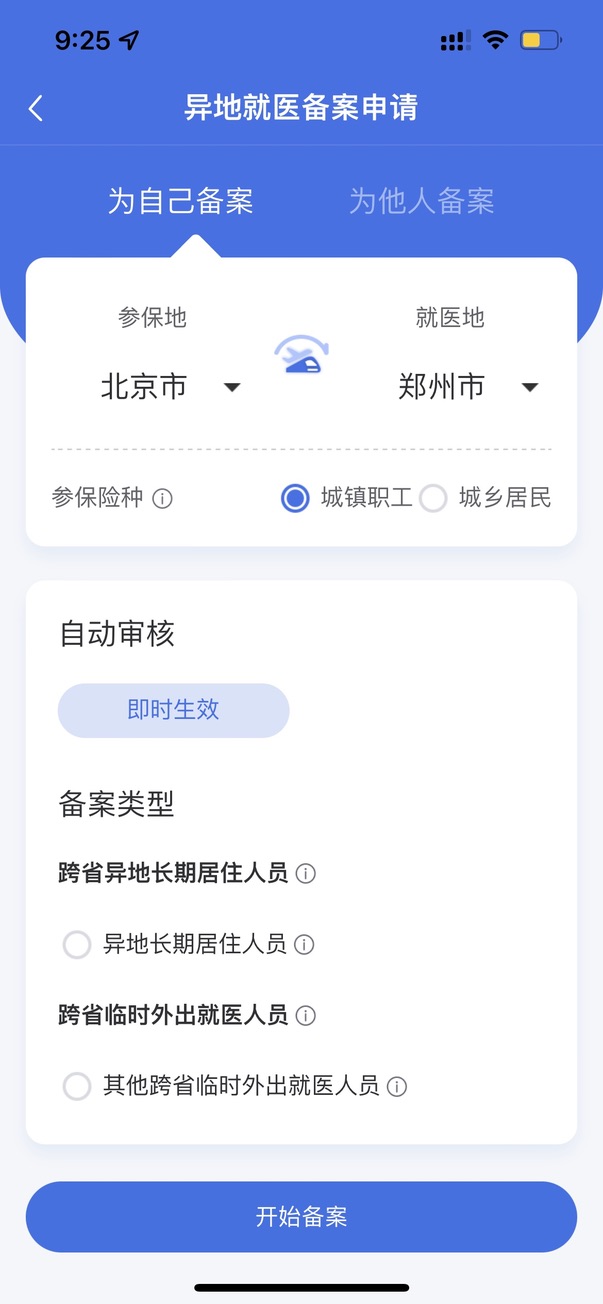 9:25
异地就医备案申请
为自己备案 为他人备案
参保地 就医地
北京市 郑州市
参保险种 城镇职工 城乡居民
自动审核
即时生效
备案类型
跨省异地长期居住人员
异地长期居住人员
跨省临时外出就医人员
其他跨省临时外出就医人员
开始备案